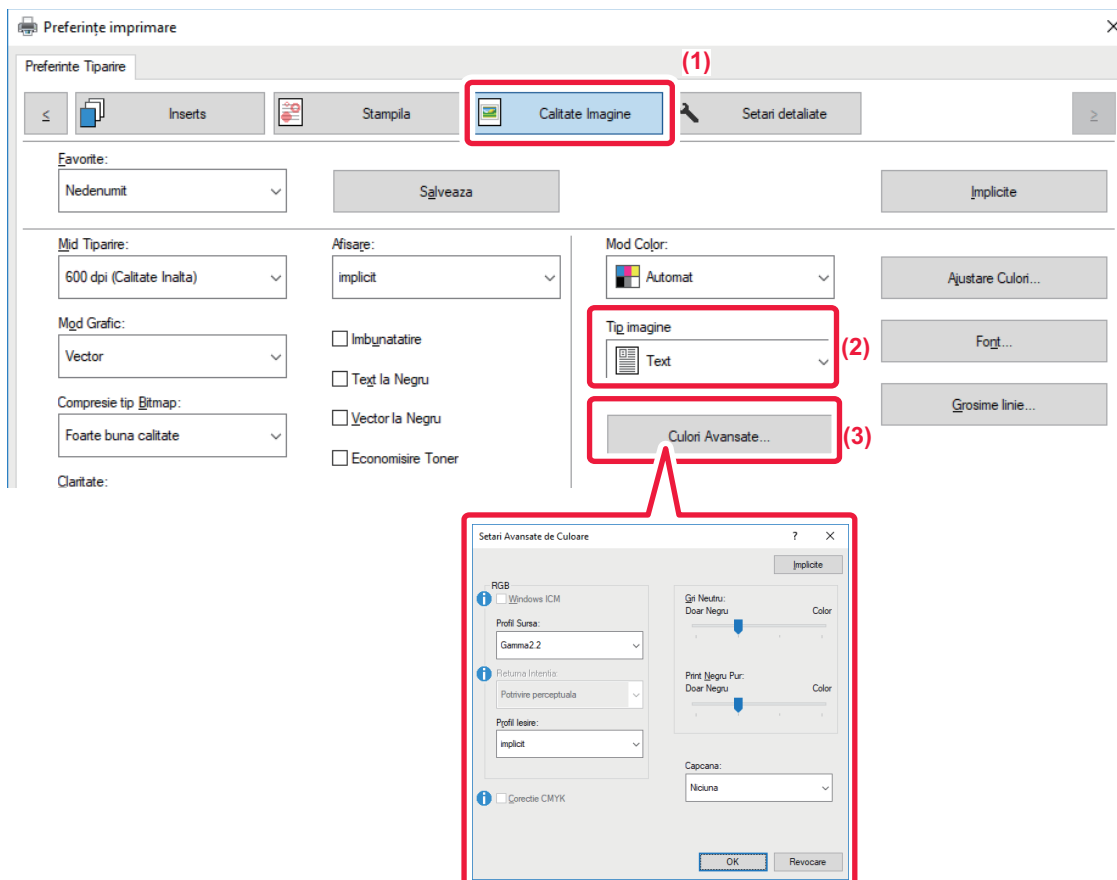 Preferințe imprimare
Preferinte Tiparire
(1)
< Inserts Stampila Calitate Imagine Setari detaliate >
Favorite:
Nedenumit Salveaza Implicite
Mid Tiparire: Afisare: Mod Color:
600 dpi (Calitate Inalta) implicit Automat Ajustare Culori...
Mod Grafic: Tip imagine
Vector Imbunatatire Text (2) Font...
Text la Negru
Compresie tip Bitmap: Vector la Negru Grosime linie...
Foarte buna calitate Culori Avansate... (3)
Economisire Toner
Claritate:
Setari Avansate de Culoare ?
Implicite
RGB
Windows ICM Gri Neutru:
Doar Negru Color
Profil Sursa:
Gamma2.2
Returna Intentia: Print Negru Pur:
Potrivire perceptuala Doar Negru Color
Profil Iesire:
implicit
Capcana:
Niciuna
Corectie CMYK
OK Revocare